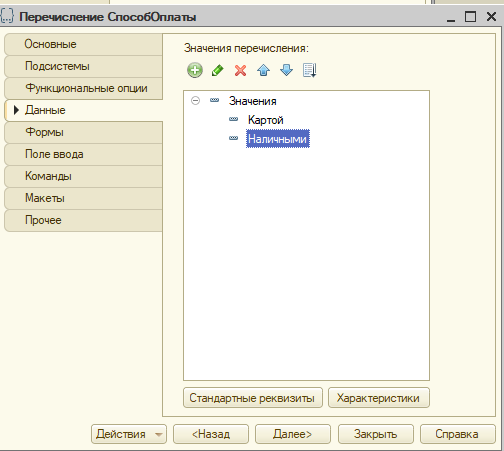 Перечисление СпособОплаты
Основные
Подсистемы
Функциональные опции
Данные
Формы
Поле ввода
Команды
Макеты
Прочее
Значения перечисления:
Значения
Картой
Наличными
Стандартные реквизиты
Характеристики
Действия
<Назад
Далее>
Закрыть
Справка